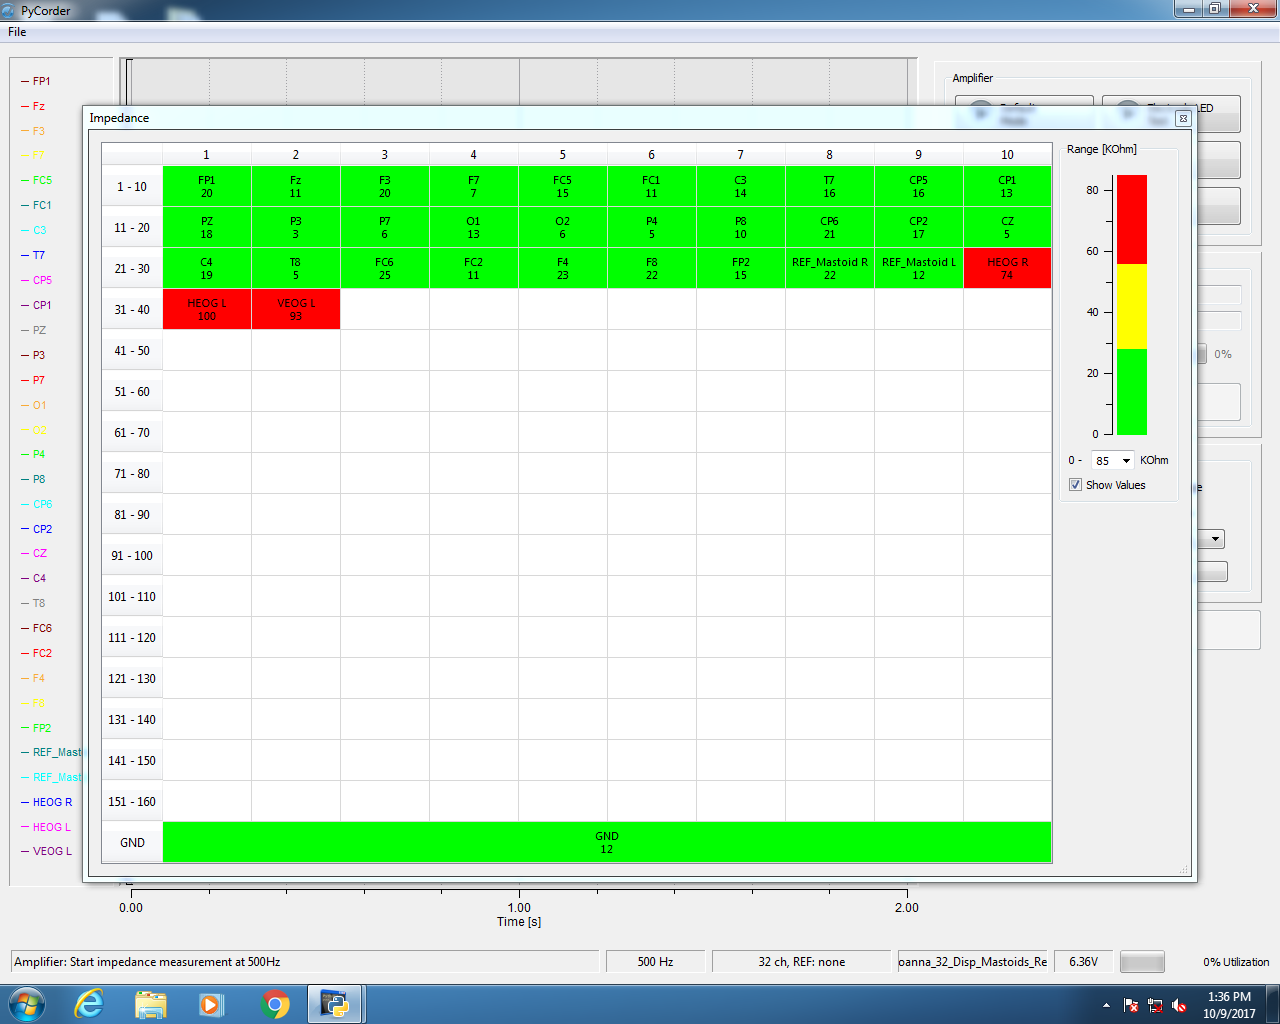 PyCorder
File
FP1
Fz
F3
F7
FC5
FC1
C3
T7
CP5
CP1
PZ
P3
P7
O1
O2
P4
P8
CP6
CP2
CZ
C4
T8
FC6
FC2
F4
F8
FP2
REF_Mast
REF_Mast
HEOG R
HEOG L
VEOG L
Amplifier
Default
Mode
LED
Impedance
1 2 3 4 5 6 7 8 9 10
1 - 10 FP1 Fz F3 F7 FC5 FC1 C3 T7 CP5 CP1
20 11 20 7 15 11 14 16 16 13
11 - 20 PZ P3 P7 O1 O2 P4 P8 CP6 CP2 CZ
18 3 6 13 6 5 10 21 17 5
21 - 30 C4 T8 FC6 FC2 F4 F8 FP2 REF_Mastoid R REF_Mastoid L HEOG R
19 5 25 11 23 22 15 22 12 74
31 - 40 HEOG L VEOG L
100 93
41 - 50
51 - 60
61 - 70
71 - 80
81 - 90
91 - 100
101 - 110
111 - 120
121 - 130
131 - 140
141 - 150
151 - 160
GND GND
12
Range [KOhm]
80
60
40
20
0
0 - 85 KOhm
Show Values
0%
0.00 1.00 2.00
Time [s]
Amplifier: Start impedance measurement at 500Hz
500 Hz
32 ch, REF: none
oanna_32_Disp_Mastoids_Re
6.36V
0% Utilization
1:36 PM
10/9/2017